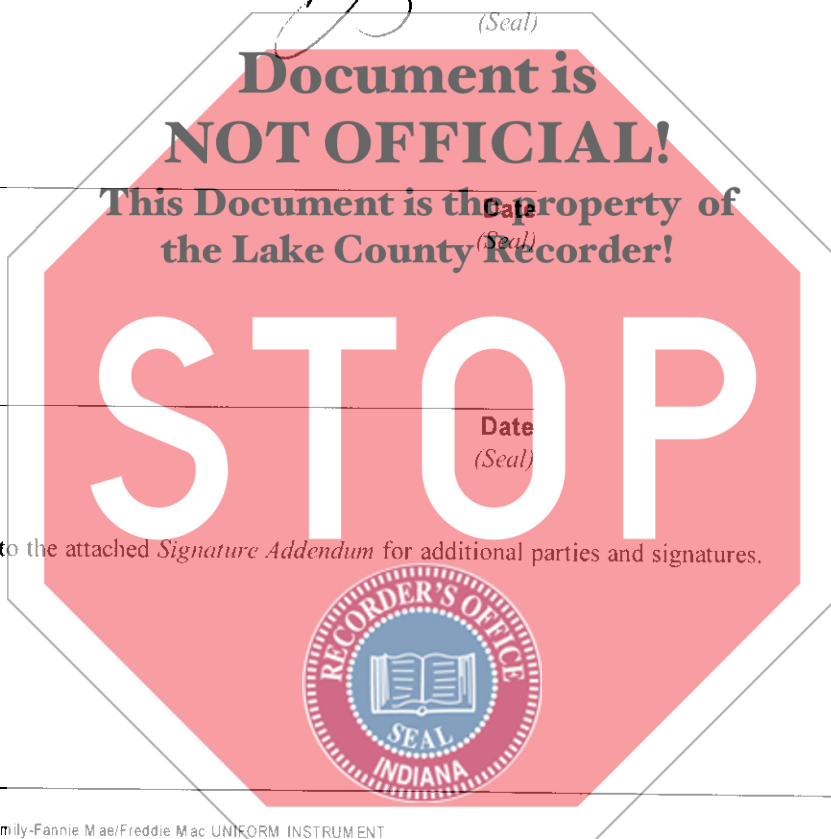 (Seal)
Document is
NOT OFFICIAL!
This Document is the property of
Date
the Lake County Recorder!
(Seal)
STOP
Date
(Seal)
to the attached Signature Addendum for additional parties and signatures.
RECORDER'S OFFICE
SEAL
INDIANA
mily-Fannie Mae/Freddie Mac UNIFORM INSTRUMENT